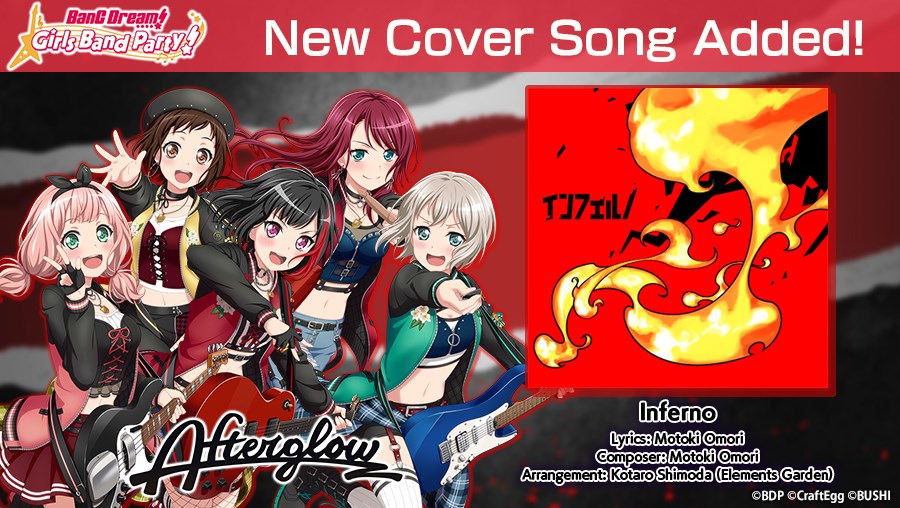 BanG Dream!
Girls Band Party!
New Cover Song Added!
インフェルノ
Afterglow
Inferno
Lyrics: Motoki Omori
Composer: Motoki Omori
Arrangement: Kotaro Shimoda (Elements Garden)
©BDP ©CraftEgg ©BUSHI